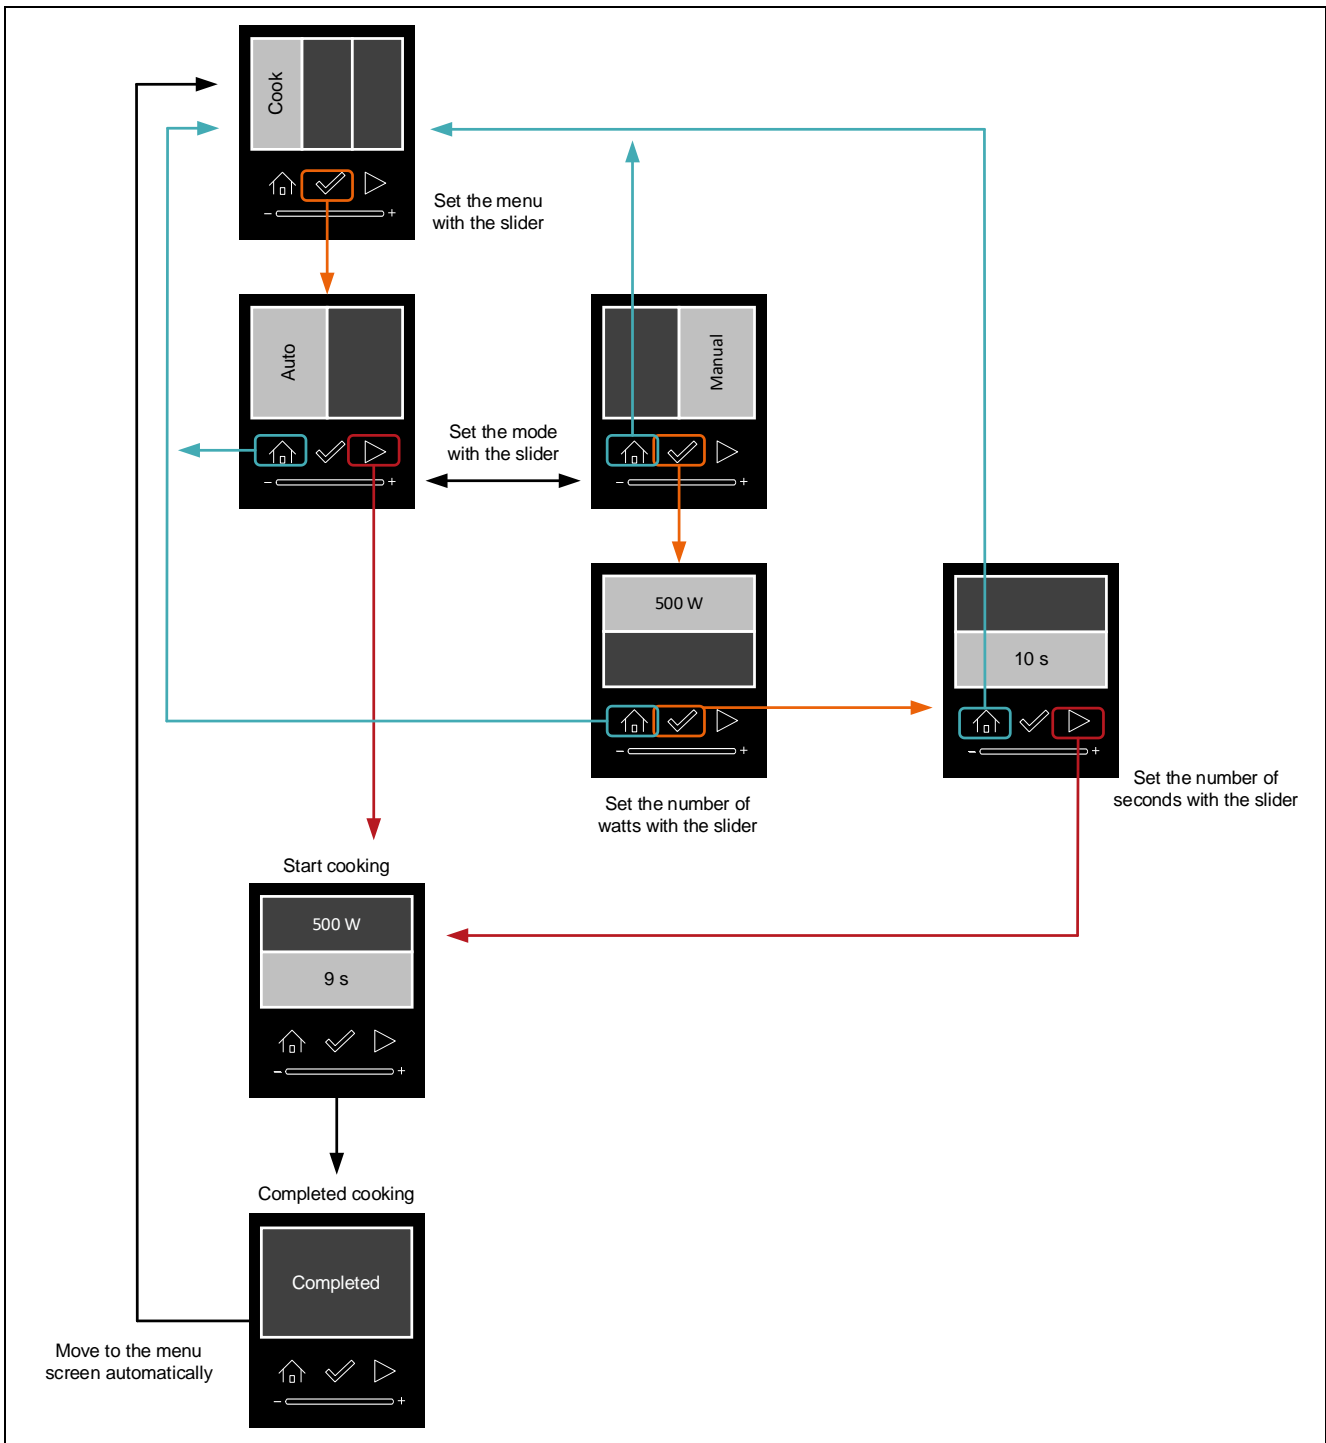 Cook
- +
Set the menu
with the slider
Auto
- +
Set the mode
with the slider
Manual
- +
500 W
- +
Set the number of
watts with the slider
10 s
- +
Set the number of
seconds with the slider
Start cooking
500 W
9 s
- +
Completed cooking
Completed
- +
Move to the menu
screen automatically